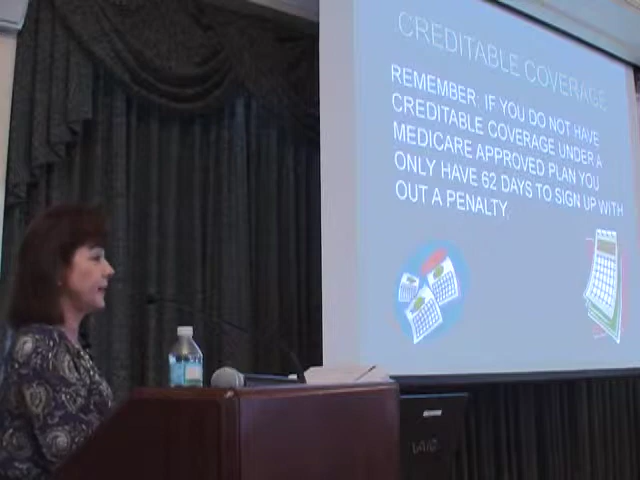 CREDITABLE COVERAGE
REMEMBER: IF YOU DO NOT HAVE
CREDITABLE COVERAGE UNDER A
MEDICARE APPROVED PLAN YOU
ONLY HAVE 62 DAYS TO SIGN UP WITH
OUT A PENALTY.